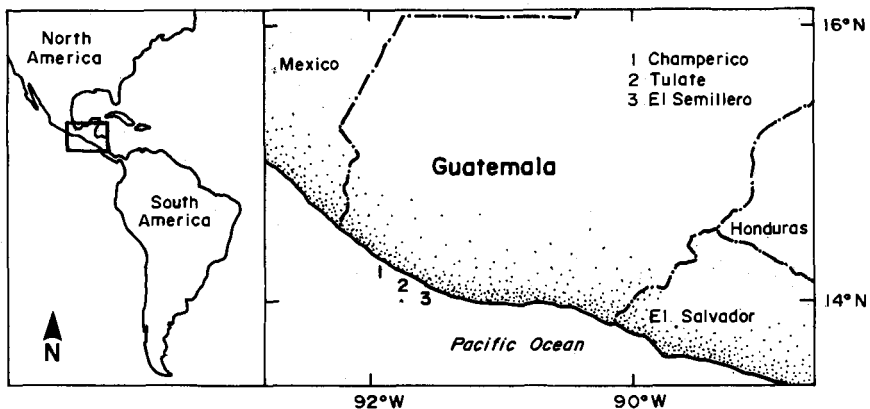 North
America
South
America
N
Mexico
Guatemala
1 Champerico
2 Tulate
3 El Semillero
Honduras
El Salvador
1
2
3
Pacific Ocean
16°N
14°N
92°W
90°W